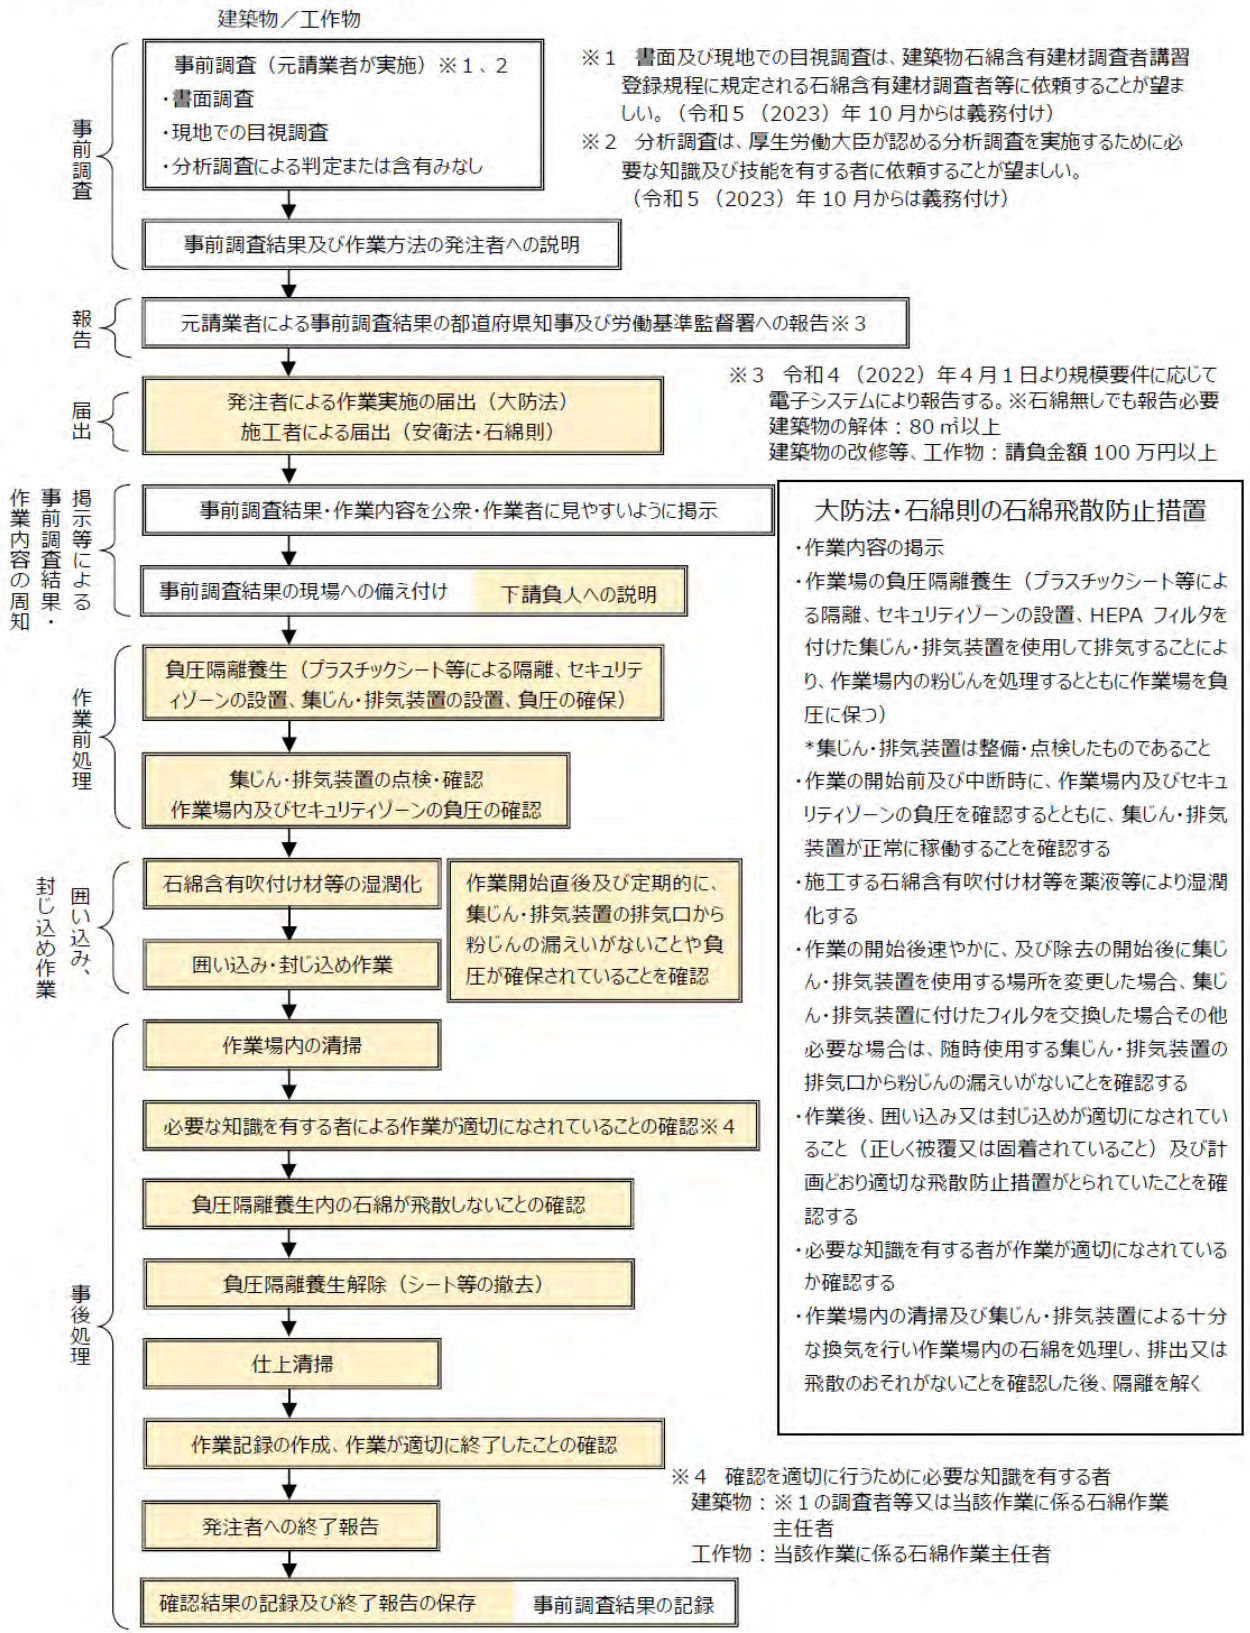 建築物／工作物
事前調査
事前調査（元請業者が実施）※１、２
・書面調査
・現地での目視調査
・分析調査による判定または含有みなし
※１　書面及び現地での目視調査は、建築物石綿含有建材調査者講習
登録規程に規定される石綿含有建材調査者等に依頼することが望ま
しい。（令和５（2023）年 10 月からは義務付け）
※２　分析調査は、厚生労働大臣が認める分析調査を実施するために必
要な知識及び技能を有する者に依頼することが望ましい。
（令和５（2023）年 10 月からは義務付け）
事前調査結果及び作業方法の発注者への説明
報告
元請業者による事前調査結果の都道府県知事及び労働基準監督署への報告※３
※３　令和４（2022）年４月１日より規模要件に応じて
電子システムにより報告する。※石綿無しでも報告必要
建築物の解体：80 ㎡以上
建築物の改修等、工作物：請負金額 100 万円以上
届出
発注者による作業実施の届出（大防法）
施工者による届出（安衛法・石綿則）
掲示等による
事前調査結果・
作業内容の周知
事前調査結果・作業内容を公衆・作業者に見やすいように掲示
事前調査結果の現場への備え付け　下請負人への説明
作業前処理
負圧隔離養生（プラスチックシート等による隔離、セキュリテ
ィゾーンの設置、集じん・排気装置の設置、負圧の確保）
集じん・排気装置の点検・確認
作業場内及びセキュリティゾーンの負圧の確認
囲い込み、
封じ込め作業
石綿含有吹付け材等の湿潤化
囲い込み・封じ込め作業
作業開始直後及び定期的に、
集じん・排気装置の排気口から
粉じんの漏えいがないことや負
圧が確保されていることを確認
事後処理
作業場内の清掃
必要な知識を有する者による作業が適切になされていることの確認※４
負圧隔離養生内の石綿が飛散しないことの確認
負圧隔離養生解除（シート等の撤去）
仕上清掃
作業記録の作成、作業が適切に終了したことの確認
発注者への終了報告
確認結果の記録及び終了報告の保存　事前調査結果の記録
大防法・石綿則の石綿飛散防止措置
・作業内容の掲示
・作業場の負圧隔離養生（プラスチックシート等によ
る隔離、セキュリティゾーンの設置、HEPA フィルタを
付けた集じん・排気装置を使用して排気することによ
り、作業場内の粉じんを処理するとともに作業場を負
圧に保つ）
*集じん・排気装置は整備・点検したものであること
・作業の開始前及び中断時に、作業場内及びセキュ
リティゾーンの負圧を確認するとともに、集じん・排気
装置が正常に稼働することを確認する
・施工する石綿含有吹付け材等を薬液等により湿潤
化する
・作業の開始後速やかに、及び除去の開始後に集じ
ん・排気装置を使用する場所を変更した場合、集じ
ん・排気装置に付けたフィルタを交換した場合その他
必要な場合は、随時使用する集じん・排気装置の
排気口から粉じんの漏えいがないことを確認する
・作業後、囲い込み又は封じ込めが適切になされてい
ること（正しく被覆又は固着されていること）及び計
画どおり適切な飛散防止措置がとられていたことを確
認する
・必要な知識を有する者が作業が適切になされている
か確認する
・作業場内の清掃及び集じん・排気装置による十分
な換気を行い作業場内の石綿を処理し、排出又は
飛散のおそれがないことを確認した後、隔離を解く
※４　確認を適切に行うために必要な知識を有する者
建築物：※１の調査者等又は当該作業に係る石綿作業
主任者
工作物：当該作業に係る石綿作業主任者